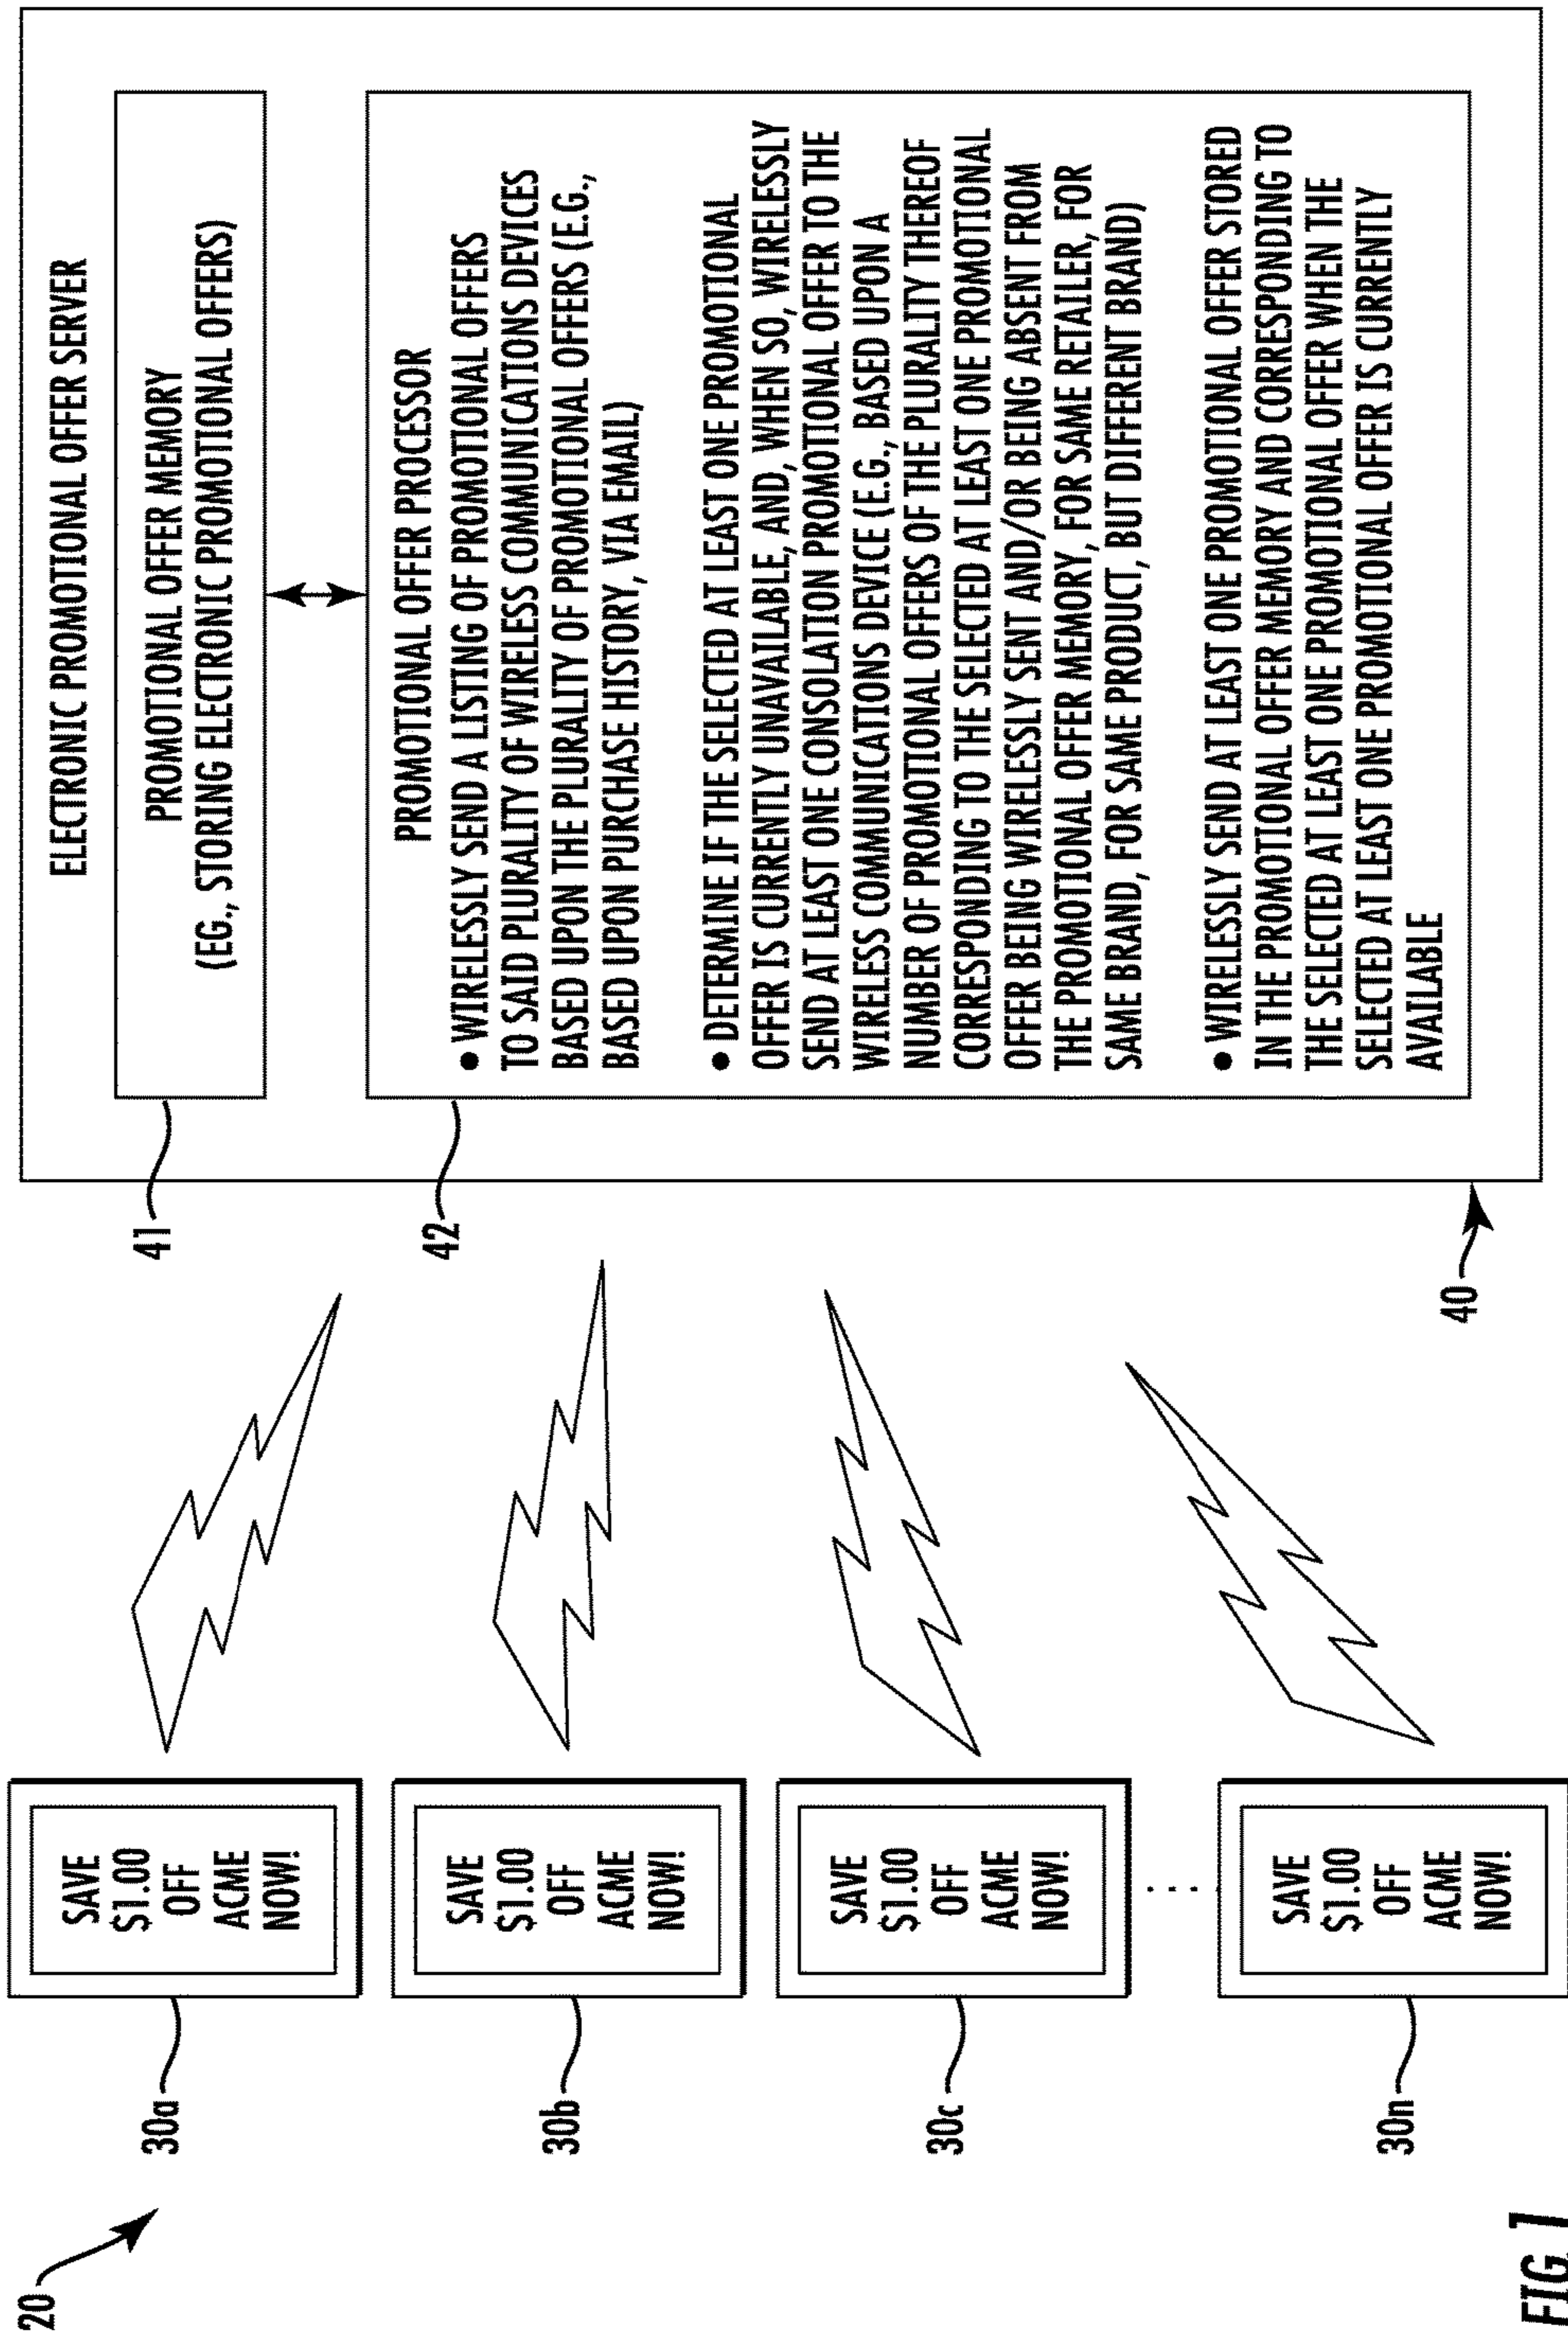 20
30a
SAVE
$1.00
OFF
ACME
NOW!
30b
SAVE
$1.00
OFF
ACME
NOW!
30c
SAVE
$1.00
OFF
ACME
NOW!
30n
SAVE
$1.00
OFF
ACME
NOW!
ELECTRONIC PROMOTIONAL OFFER SERVER
41
PROMOTIONAL OFFER MEMORY
(EG., STORING ELECTRONIC PROMOTIONAL OFFERS)
42
PROMOTIONAL OFFER PROCESSOR
● WIRELESSLY SEND A LISTING OF PROMOTIONAL OFFERS
TO SAID PLURALITY OF WIRELESS COMMUNICATIONS DEVICES
BASED UPON THE PLURALITY OF PROMOTIONAL OFFERS (E.G.,
BASED UPON PURCHASE HISTORY, VIA EMAIL)
● DETERMINE IF THE SELECTED AT LEAST ONE PROMOTIONAL
OFFER IS CURRENTLY UNAVAILABLE, AND, WHEN SO, WIRELESSLY
SEND AT LEAST ONE CONSOLATION PROMOTIONAL OFFER TO THE
WIRELESS COMMUNICATIONS DEVICE (E.G., BASED UPON A
NUMBER OF PROMOTIONAL OFFERS OF THE PLURALITY THEREOF
CORRESPONDING TO THE SELECTED AT LEAST ONE PROMOTIONAL
OFFER BEING WIRELESSLY SENT AND/OR BEING ABSENT FROM
THE PROMOTIONAL OFFER MEMORY, FOR SAME RETAILER, FOR
SAME BRAND, FOR SAME PRODUCT, BUT DIFFERENT BRAND)
● WIRELESSLY SEND AT LEAST ONE PROMOTIONAL OFFER STORED
IN THE PROMOTIONAL OFFER MEMORY AND CORRESPONDING TO
THE SELECTED AT LEAST ONE PROMOTIONAL OFFER WHEN THE
SELECTED AT LEAST ONE PROMOTIONAL OFFER IS CURRENTLY
AVAILABLE
40
FIG. 1